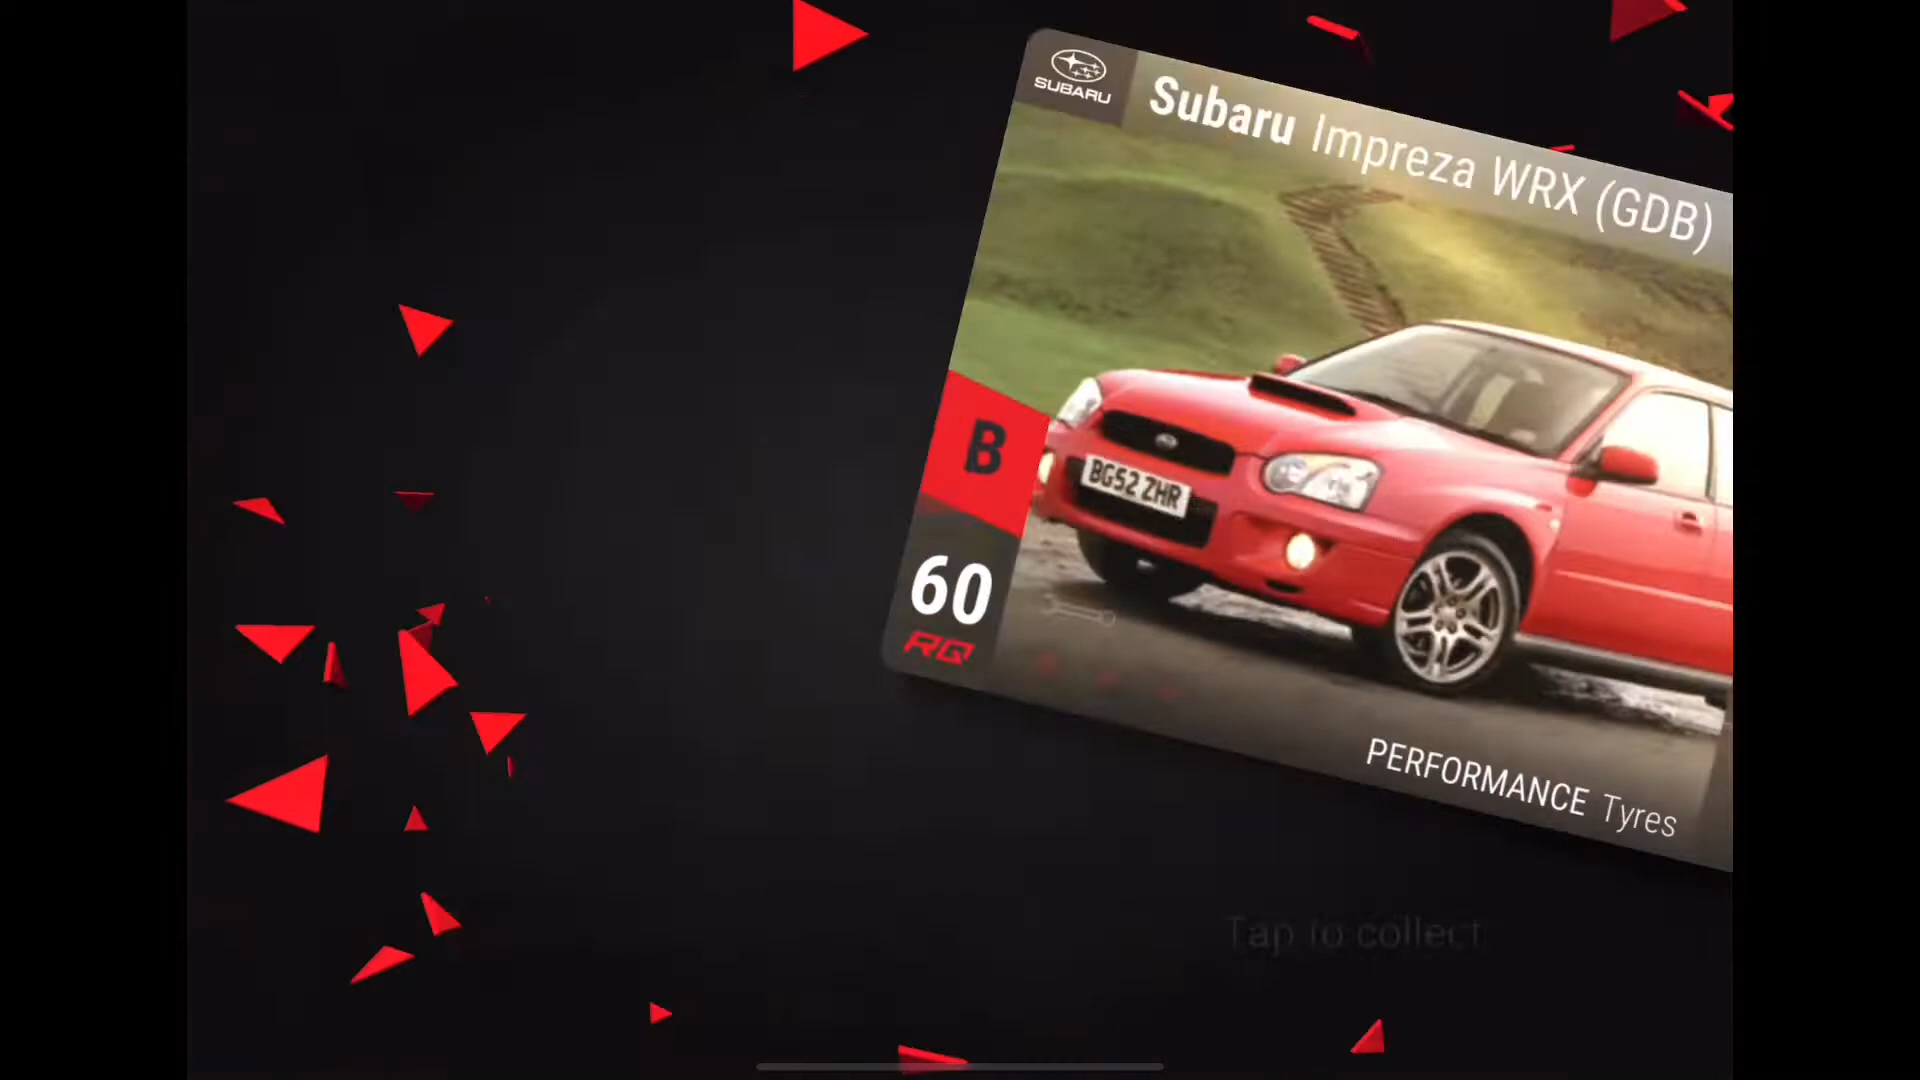 SUBARU
Subaru Impreza WRX (GDB)
B
BG52 ZHR
60
RQ
PERFORMANCE Tyres
Tap to collect